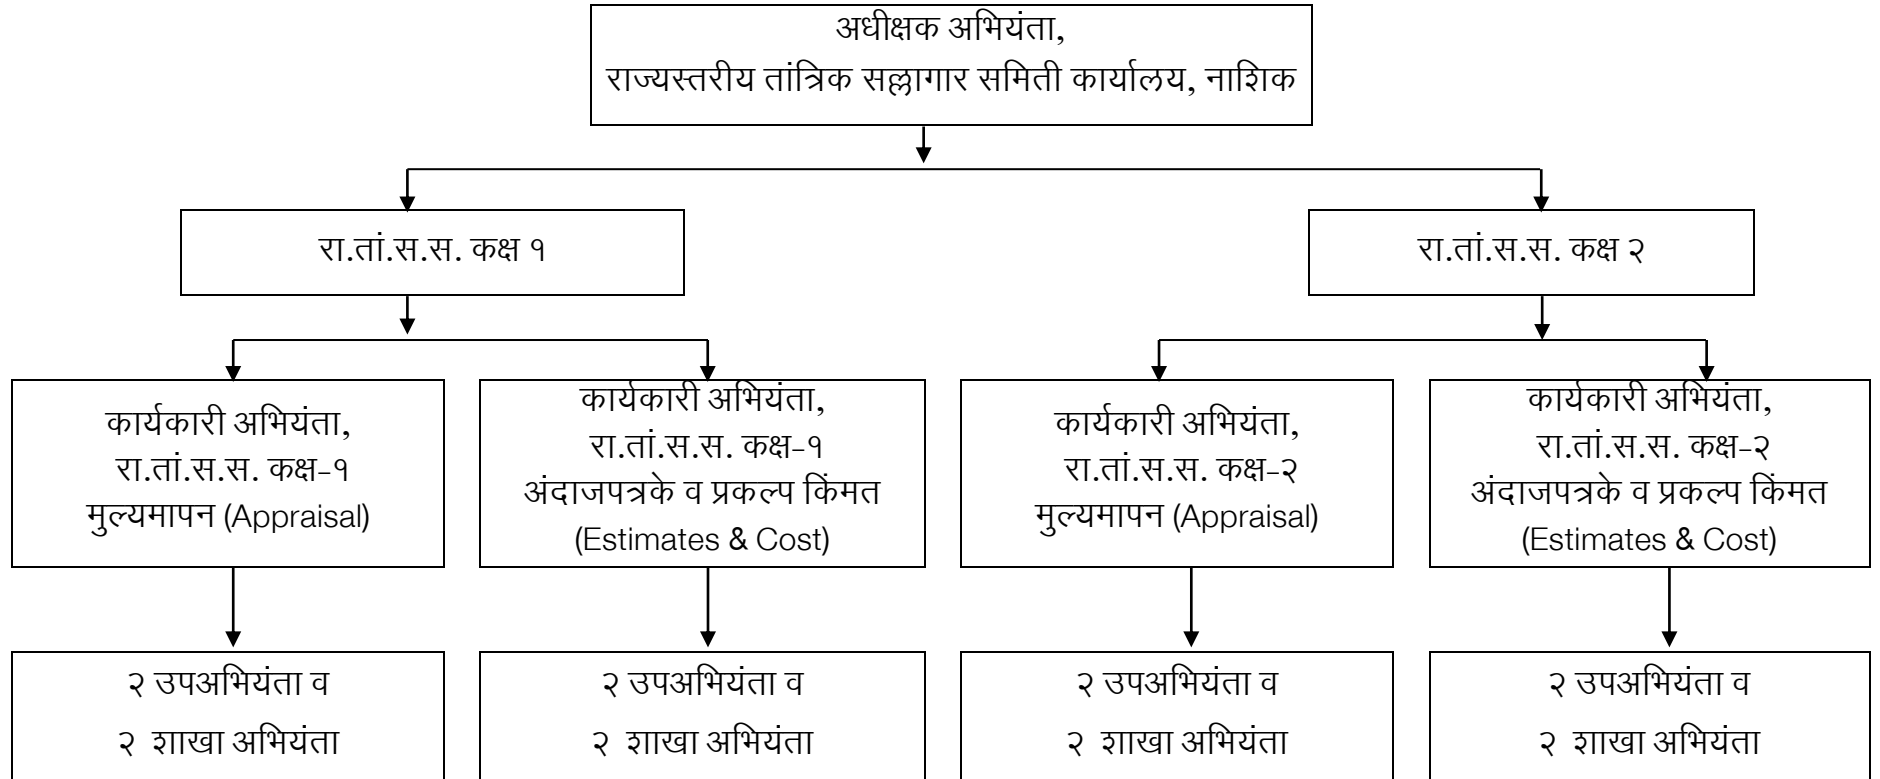 अधीक्षक अभियंता,
राज्यस्तरीय तांत्रिक सल्लागार समिती कार्यालय, नाशिक
रा.तां.स.स. कक्ष १
रा.तां.स.स. कक्ष २
कार्यकारी अभियंता,
रा.तां.स.स. कक्ष-१
मुल्यमापन (Appraisal)
कार्यकारी अभियंता,
रा.तां.स.स. कक्ष-१
अंदाजपत्रके व प्रकल्प किंमत
(Estimates & Cost)
कार्यकारी अभियंता,
रा.तां.स.स. कक्ष-२
मुल्यमापन (Appraisal)
कार्यकारी अभियंता,
रा.तां.स.स. कक्ष-२
अंदाजपत्रके व प्रकल्प किंमत
(Estimates & Cost)
२ उपअभियंता व
२ शाखा अभियंता
२ उपअभियंता व
२ शाखा अभियंता
२ उपअभियंता व
२ शाखा अभियंता
२ उपअभियंता व
२ शाखा अभियंता